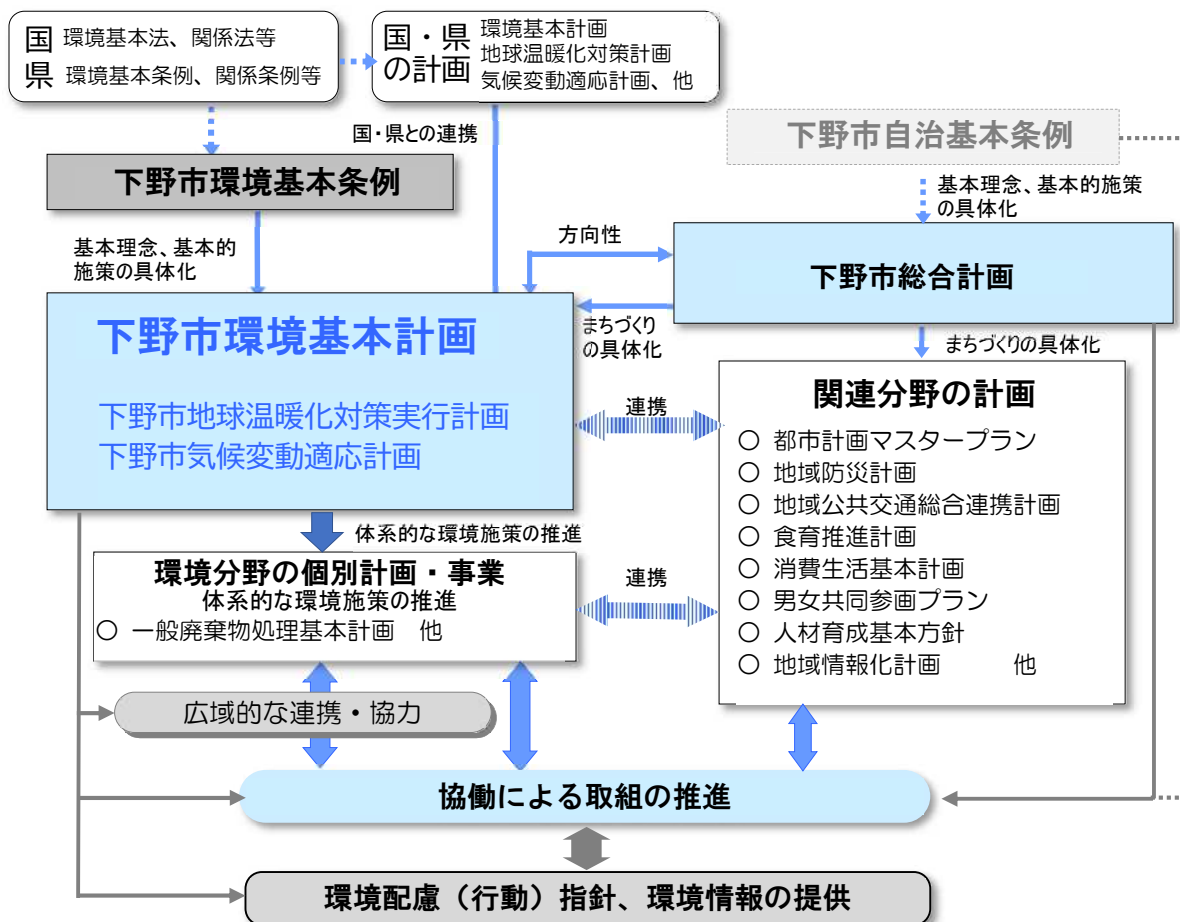 国 環境基本法、関係法等
県 環境基本条例、関係条例等
国・県の計画
環境基本計画
地球温暖化対策計画
気候変動適応計画、他
国・県との連携
下野市自治基本条例
下野市環境基本条例
基本理念、基本的施策
の具体化
基本理念、基本的
施策の具体化
方向性
下野市総合計画
下野市環境基本計画
まちづくり
の具体化
まちづくりの具体化
下野市地球温暖化対策実行計画
下野市気候変動適応計画
連携
関連分野の計画
○ 都市計画マスタープラン
○ 地域防災計画
○ 地域公共交通総合連携計画
○ 食育推進計画
○ 消費生活基本計画
○ 男女共同参画プラン
○ 人材育成基本方針
○ 地域情報化計画 他
体系的な環境施策の推進
環境分野の個別計画・事業
体系的な環境施策の推進
○ 一般廃棄物処理基本計画 他
連携
広域的な連携・協力
協働による取組の推進
環境配慮（行動）指針、環境情報の提供